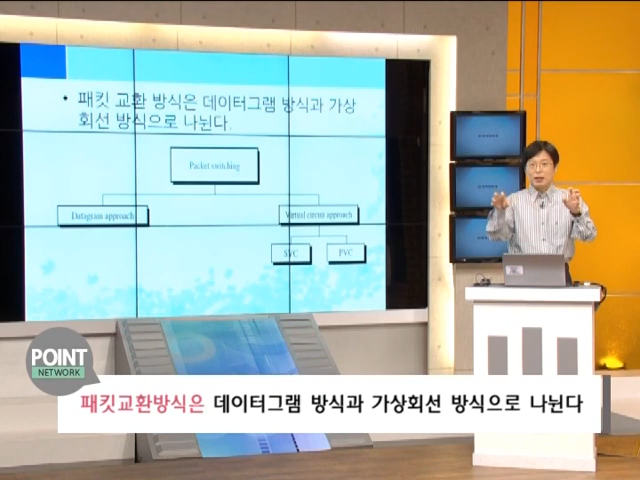 • 패킷 교환 방식은 데이터그램 방식과 가상
회선 방식으로 나뉜다.
Packet switching
Datagram approach
Virtual circuit approach
SVC
PVC
POINT
NETWORK
패킷교환방식은 데이터그램 방식과 가상회선 방식으로 나뉜다